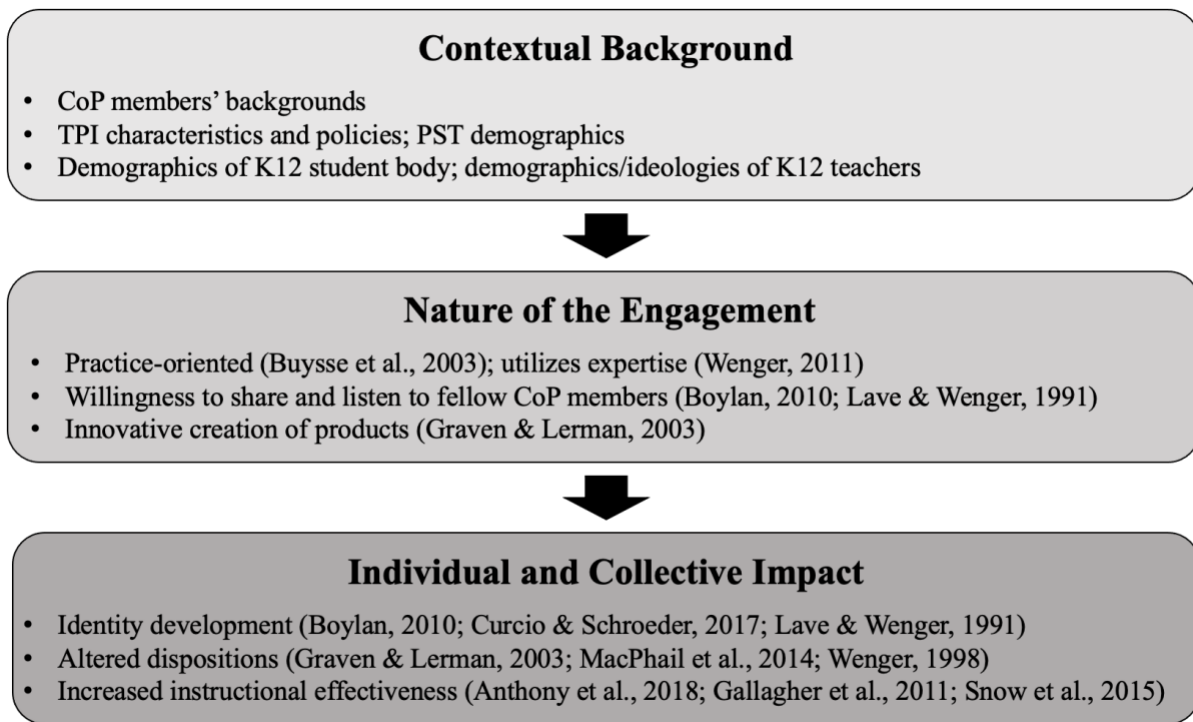 Contextual Background
• CoP members’ backgrounds
• TPI characteristics and policies; PST demographics
• Demographics of K12 student body; demographics/ideologies of K12 teachers
Nature of the Engagement
• Practice-oriented (Buysse et al., 2003); utilizes expertise (Wenger, 2011)
• Willingness to share and listen to fellow CoP members (Boylan, 2010; Lave & Wenger, 1991)
• Innovative creation of products (Graven & Lerman, 2003)
Individual and Collective Impact
• Identity development (Boylan, 2010; Curcio & Schroeder, 2017; Lave & Wenger, 1991)
• Altered dispositions (Graven & Lerman, 2003; MacPhail et al., 2014; Wenger, 1998)
• Increased instructional effectiveness (Anthony et al., 2018; Gallagher et al., 2011; Snow et al., 2015)